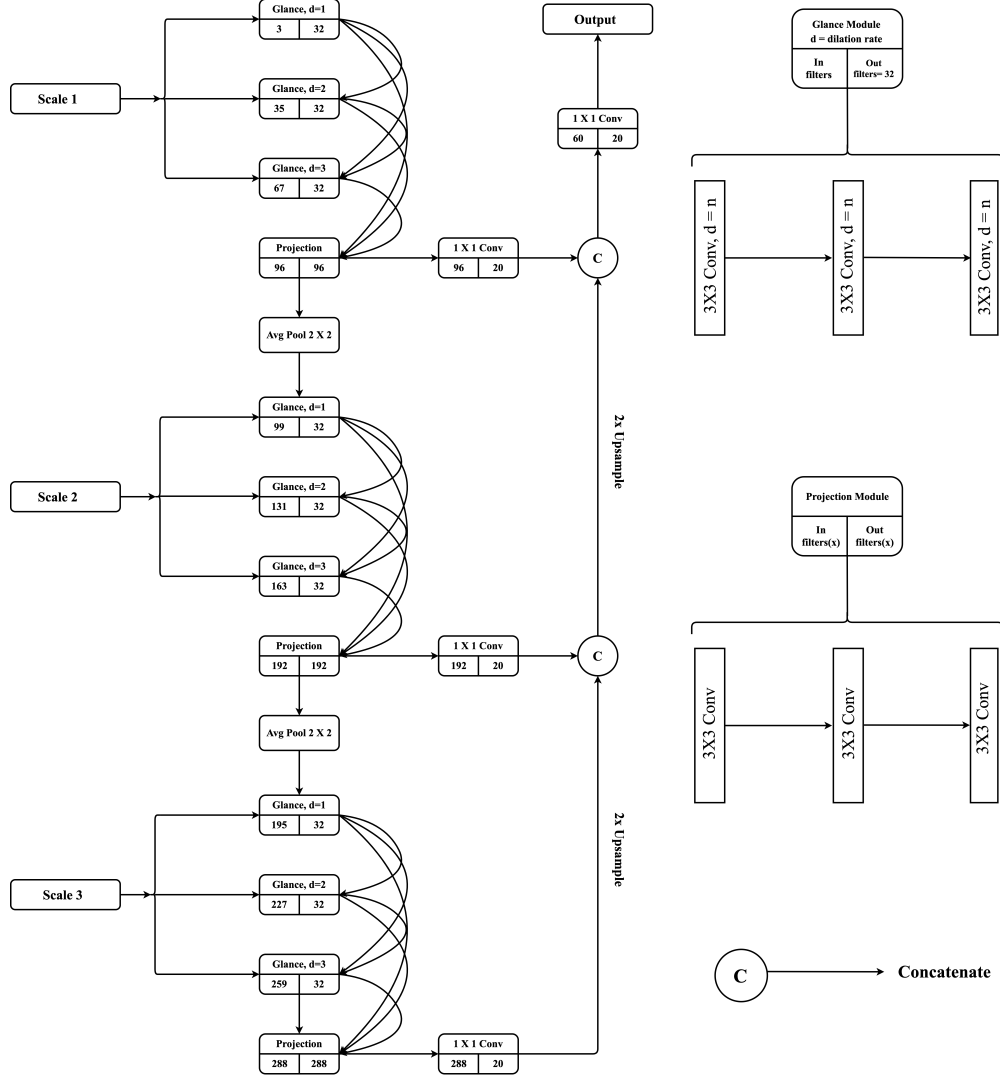 Glance, d=1
3 32
Scale 1
Glance, d=2
35 32
Glance, d=3
67 32
Projection
96 96
1 X 1 Conv
96 20
C
1 X 1 Conv
60 20
Output
Avg Pool 2 X 2
Glance, d=1
99 32
Scale 2
Glance, d=2
131 32
Glance, d=3
163 32
Projection
192 192
1 X 1 Conv
192 20
C
2x Upsample
Avg Pool 2 X 2
Glance, d=1
195 32
Scale 3
Glance, d=2
227 32
Glance, d=3
259 32
Projection
288 288
1 X 1 Conv
288 20
2x Upsample
Glance Module
d = dilation rate
In
filters
Out
filters= 32
3X3 Conv, d = n
3X3 Conv, d = n
3X3 Conv, d = n
Projection Module
In
filters(x)
Out
filters(x)
3X3 Conv
3X3 Conv
3X3 Conv
C
Concatenate